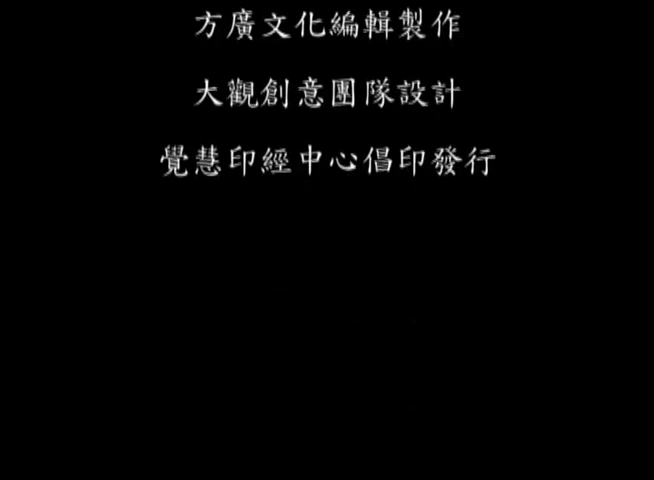 方廣文化編輯製作
大觀創意團隊設計
覺慧印經中心倡印發行